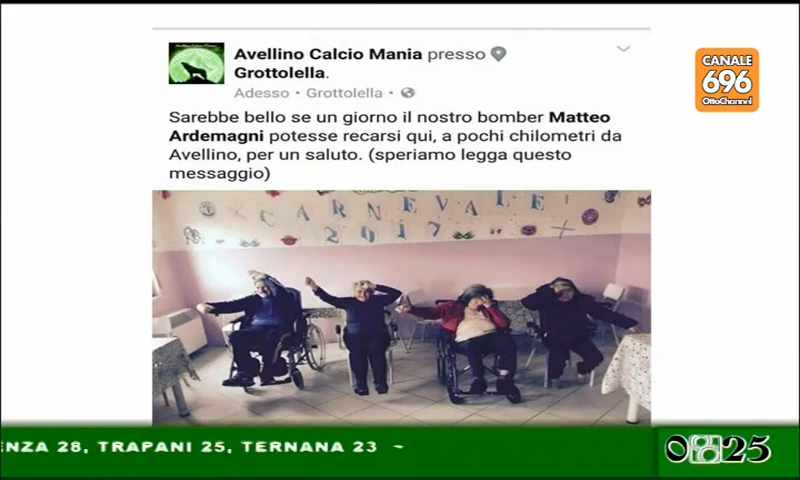 Avellino Calcio Mania presso
Grottolella.
Adesso • Grottolella •
Sarebbe bello se un giorno il nostro bomber Matteo
Ardemagni potesse recarsi qui, a pochi chilometri da
Avellino, per un saluto. (speriamo legga questo
messaggio)
CANALE
696
OttoChannel
CARNEVALE
2017
ENZA 28, TRAPANI 25, TERNANA 23 ~
0825